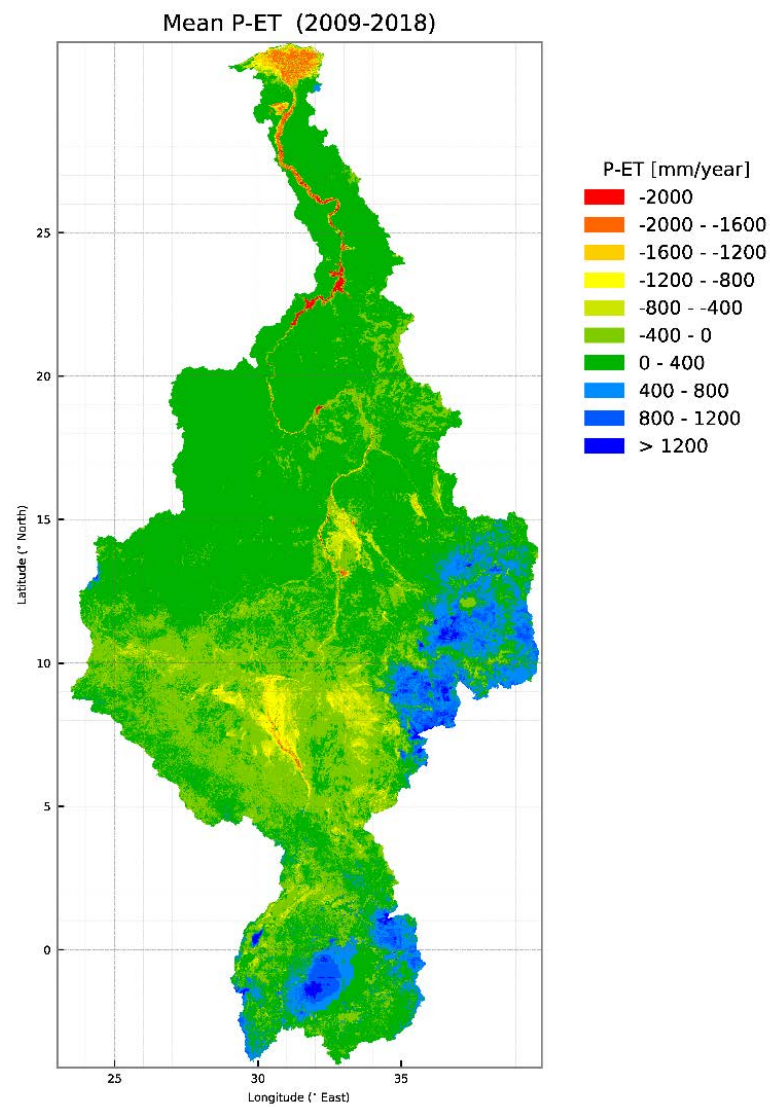 Mean P-ET (2009-2018)
P-ET [mm/year]
-2000
-2000 - -1600
-1600 - -1200
-1200 - -800
-800 - -400
-400 - 0
0 - 400
400 - 800
800 - 1200
> 1200
25
20
15
10
5
0
Latitude (° North)
25
30
35
Longitude (° East)